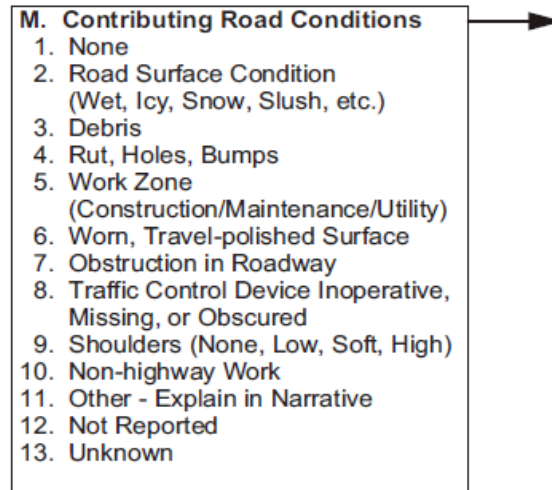 M. Contributing Road Conditions
1. None
2. Road Surface Condition
(Wet, Icy, Snow, Slush, etc.)
3. Debris
4. Rut, Holes, Bumps
5. Work Zone
(Construction/Maintenance/Utility)
6. Worn, Travel-polished Surface
7. Obstruction in Roadway
8. Traffic Control Device Inoperative,
Missing, or Obscured
9. Shoulders (None, Low, Soft, High)
10. Non-highway Work
11. Other - Explain in Narrative
12. Not Reported
13. Unknown